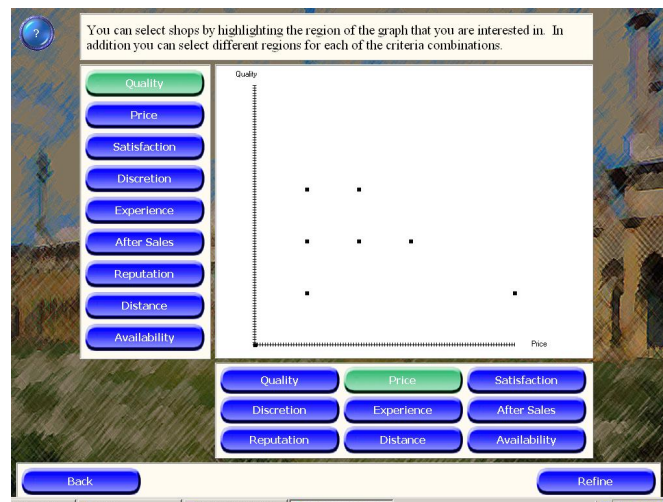 ?
You can select shops by highlighting the region of the graph that you are interested in. In
addition you can select different regions for each of the criteria combinations.
Quality
Price
Satisfaction
Discretion
Experience
After Sales
Reputation
Distance
Availability
Quality
Price
Quality Price Satisfaction
Discretion Experience After Sales
Reputation Distance Availability
Back Refine